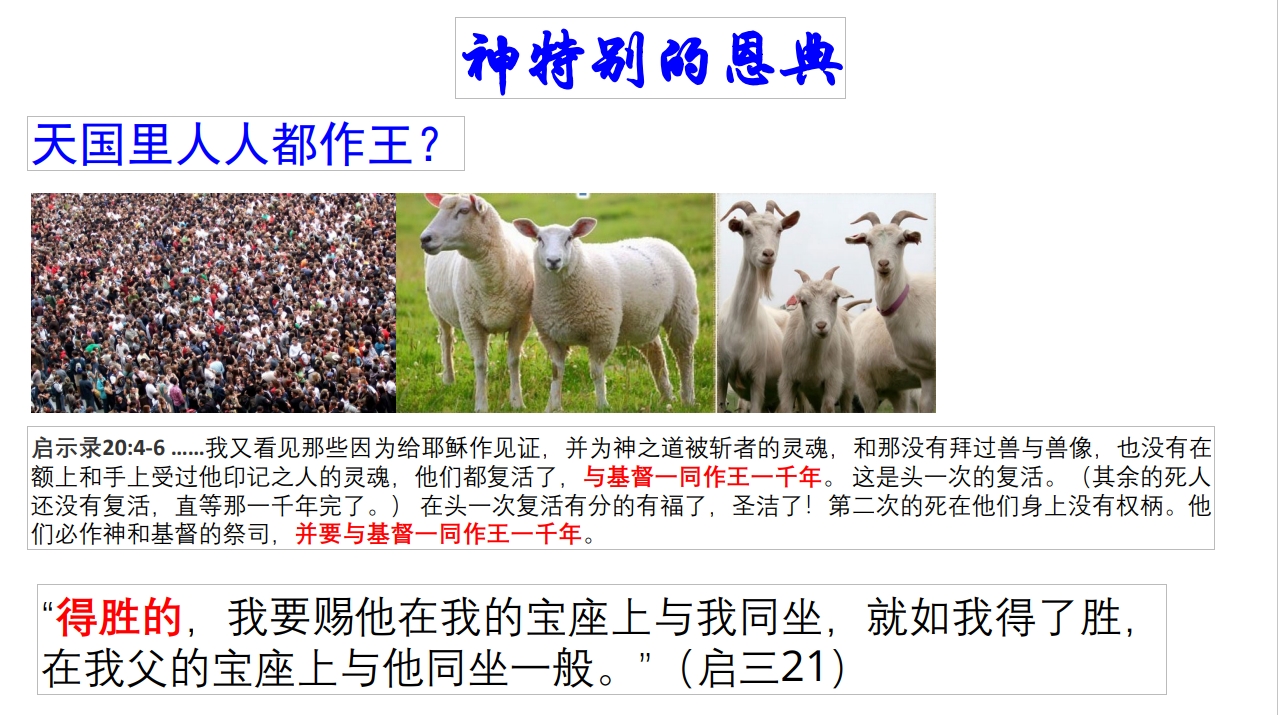 神特别的恩典
天国里人人都作王？
启示录20:4-6 ……我又看见那些因为给耶稣作见证，并为神之道被斩者的灵魂，和那没有拜过兽与兽像，也没有在
额上和手上受过他印记之人的灵魂，他们都复活了，与基督一同作王一千年。这是头一次的复活。（其余的死人
还没有复活，直等那一千年完了。） 在头一次复活有分的有福了，圣洁了！第二次的死在他们身上没有权柄。他
们必作神和基督的祭司，并要与基督一同作王一千年。
“得胜的，我要赐他在我的宝座上与我同坐，就如我得了胜，
在我父的宝座上与他同坐一般。”（启三21）